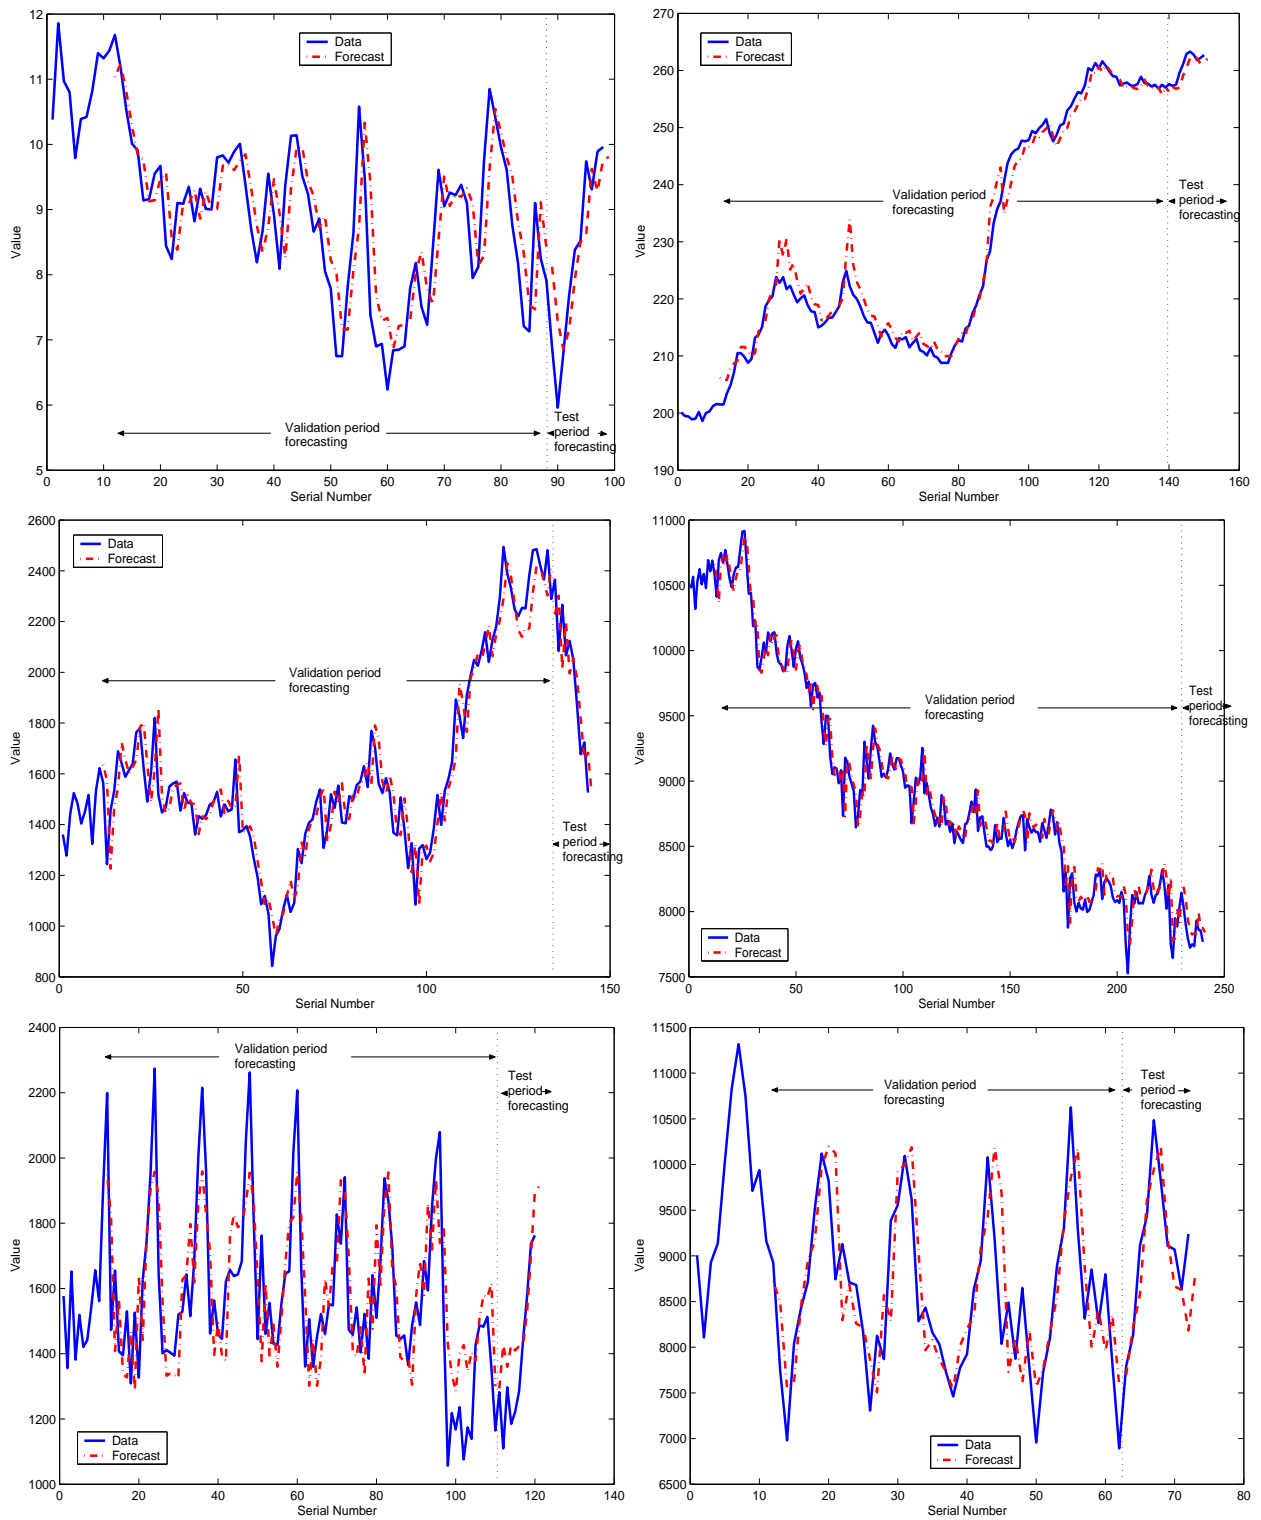 12
11
10
9
8
7
6
5
0 10 20 30 40 50 60 70 80 90 100
Value
Serial Number
Data
Forecast
Validation period
forecasting
Test
period
forecasting
270
260
250
240
230
220
210
200
190
0 20 40 60 80 100 120 140 160
Value
Serial Number
Data
Forecast
Validation period
forecasting
Test
period
forecasting
2600
2400
2200
2000
1800
1600
1400
1200
1000
800
0 50 100 150
Value
Serial Number
Data
Forecast
Validation period
forecasting
Test
period
forecasting
11000
10500
10000
9500
9000
8500
8000
7500
0 50 100 150 200 250
Value
Serial Number
Data
Forecast
Validation period
forecasting
Test
period
forecasting
2400
2200
2000
1800
1600
1400
1200
1000
0 20 40 60 80 100 120 140
Value
Serial Number
Data
Forecast
Validation period
forecasting
Test
period
forecasting
11500
11000
10500
10000
9500
9000
8500
8000
7500
7000
6500
0 10 20 30 40 50 60 70 80
Value
Serial Number
Data
Forecast
Validation period
forecasting
Test
period
forecasting